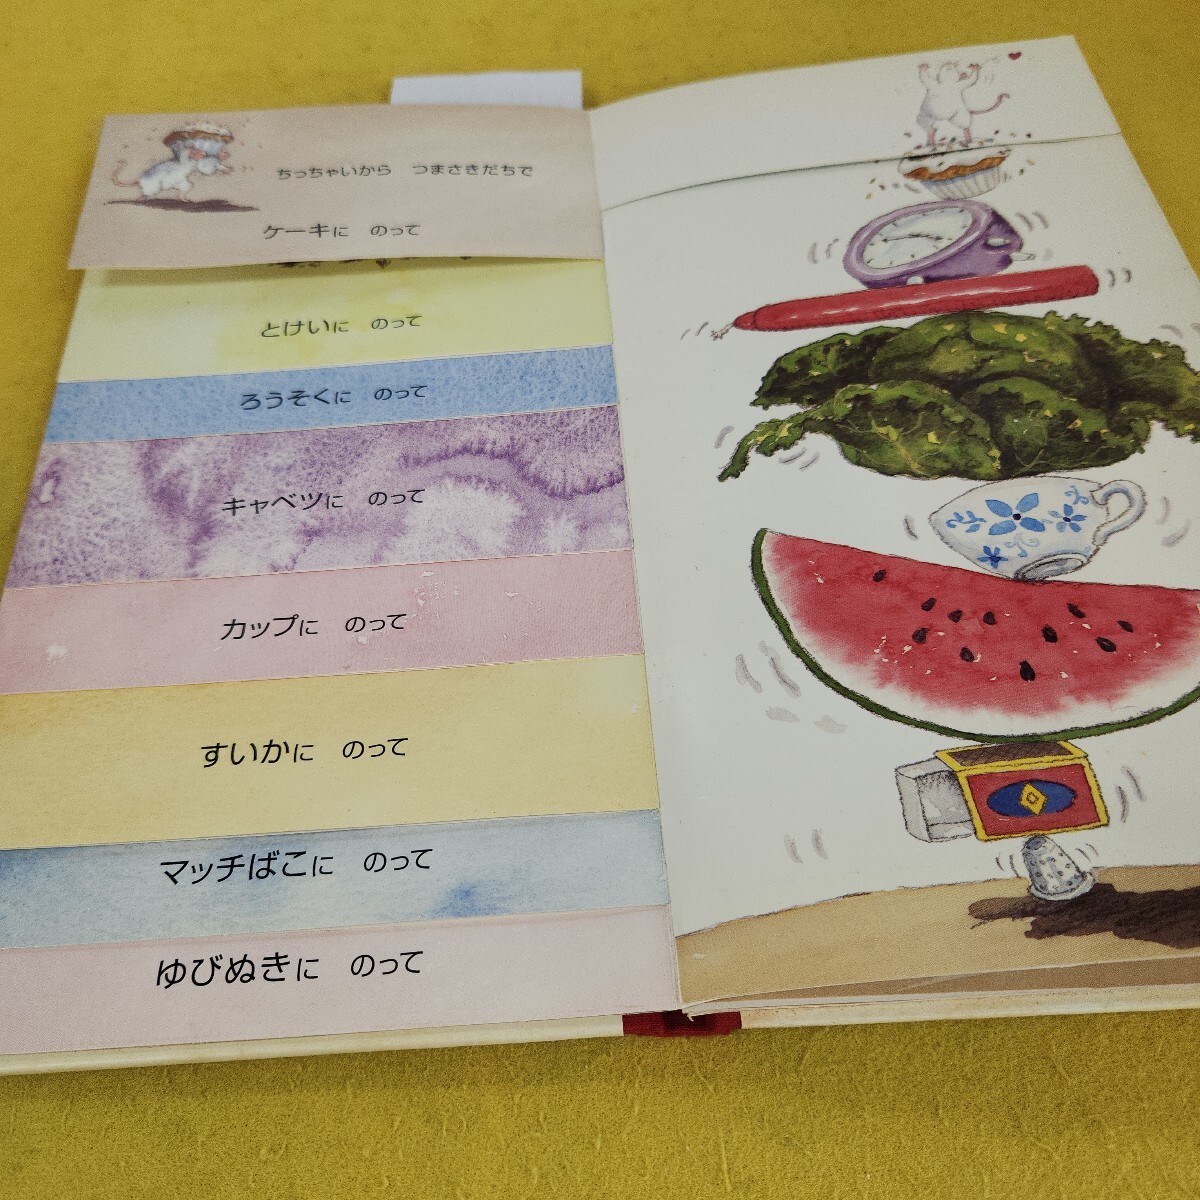 ちっちゃいから　つまさきだちで
ケーキに　のって
とけいに　のって
ろうそくに　のって
キャベツに　のって
カップに　のって
すいかに　のって
マッチばこに　のって
ゆびぬきに　のって